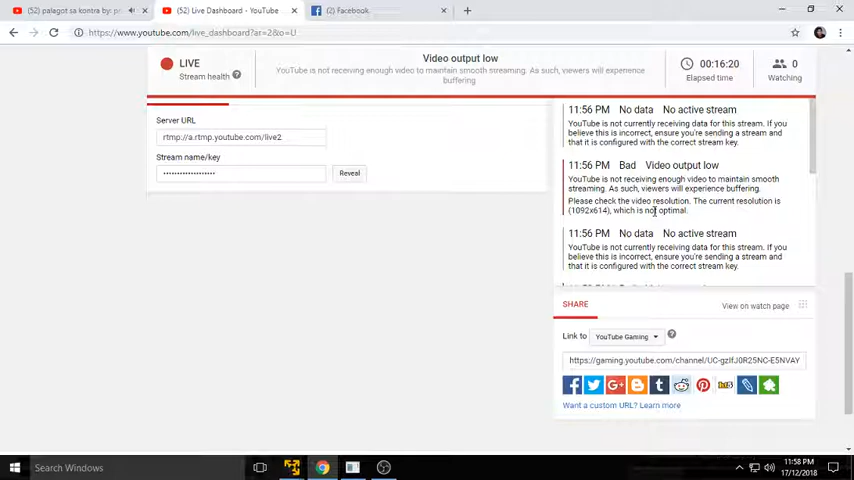 (52) palagot sa kontra by: pr
(52) Live Dashboard - YouTube
(2) Facebook
https://www.youtube.com/live_dashboard?ar=2&o=U
LIVE
Stream health ?
Video output low
YouTube is not receiving enough video to maintain smooth streaming. As such, viewers will experience
buffering
00:16:20
Elapsed time
0
Watching
Server URL
rtmp://a.rtmp.youtube.com/live2
Stream name/key
•••••••••••••••••••
Reveal
11:56 PM No data No active stream
YouTube is not currently receiving data for this stream. If you
believe this is incorrect, ensure you're sending a stream and
that it is configured with the correct stream key.
11:56 PM Bad Video output low
YouTube is not receiving enough video to maintain smooth
streaming. As such, viewers will experience buffering.
Please check the video resolution. The current resolution is
(1092x614), which is not optimal.
11:56 PM No data No active stream
YouTube is not currently receiving data for this stream. If you
believe this is incorrect, ensure you're sending a stream and
that it is configured with the correct stream key.
SHARE
View on watch page
Link to YouTube Gaming ?
Want a custom URL? Learn more
Search Windows
11:58 PM
17/12/2018